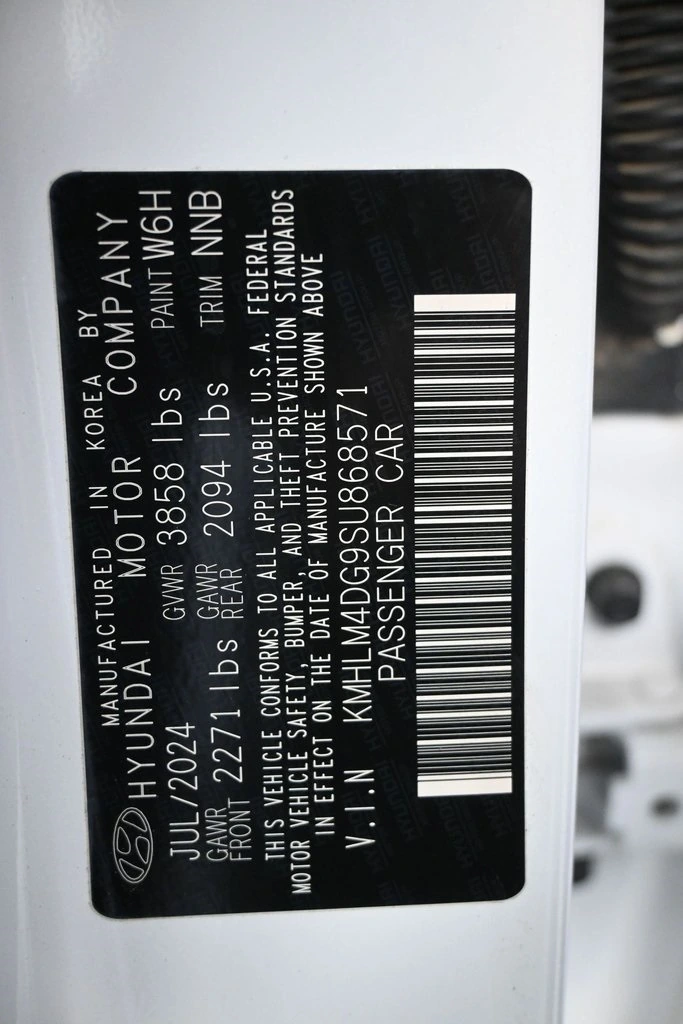 MANUFACTURED IN KOREA BY
HYUNDAI MOTOR COMPANY
JUL/2024 GVWR 3858 lbs PAINT W6H
GAWR FRONT 2271 lbs GAWR REAR 2094 lbs TRIM NNB
THIS VEHICLE CONFORMS TO ALL APPLICABLE U.S.A. FEDERAL
MOTOR VEHICLE SAFETY, BUMPER, AND THEFT PREVENTION STANDARDS
IN EFFECT ON THE DATE OF MANUFACTURE SHOWN ABOVE
V.I.N KMHLM4DG9SU868571
PASSENGER CAR